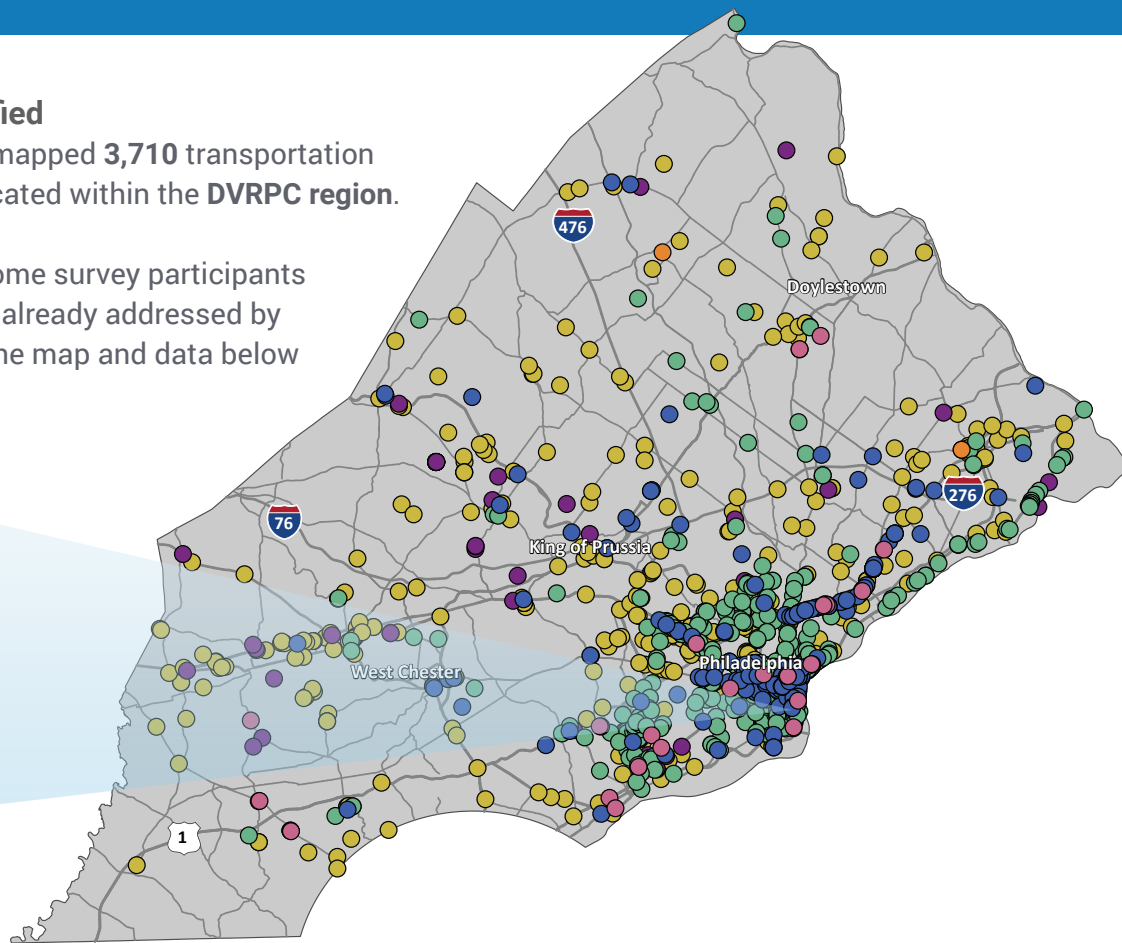 fied
mapped 3,710 transportation
cated within the DVRPC region.
ome survey participants
already addressed by
he map and data below
476
Doylestown
276
76
King of Prussia
Philadelphia
West Chester
1